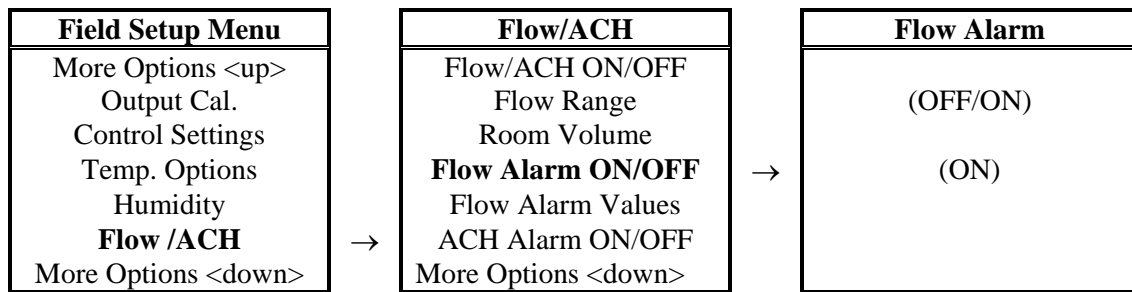 Field Setup Menu
More Options <up>
Output Cal.
Control Settings
Temp. Options
Humidity
Flow /ACH
More Options <down>
→
Flow/ACH
Flow/ACH ON/OFF
Flow Range
Room Volume
Flow Alarm ON/OFF
Flow Alarm Values
ACH Alarm ON/OFF
More Options <down>
→
Flow Alarm
(OFF/ON)
(ON)